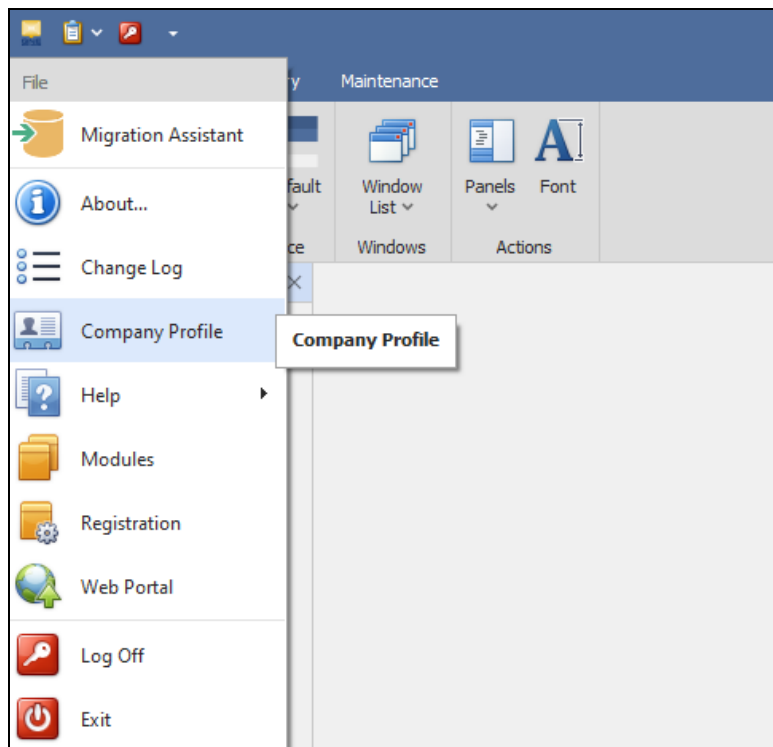 File
y
Maintenance
Migration Assistant
About...
fault
Window
List
Panels
Font
ce
Windows
Actions
Change Log
Company Profile
Company Profile
Help
Modules
Registration
Web Portal
Log Off
Exit